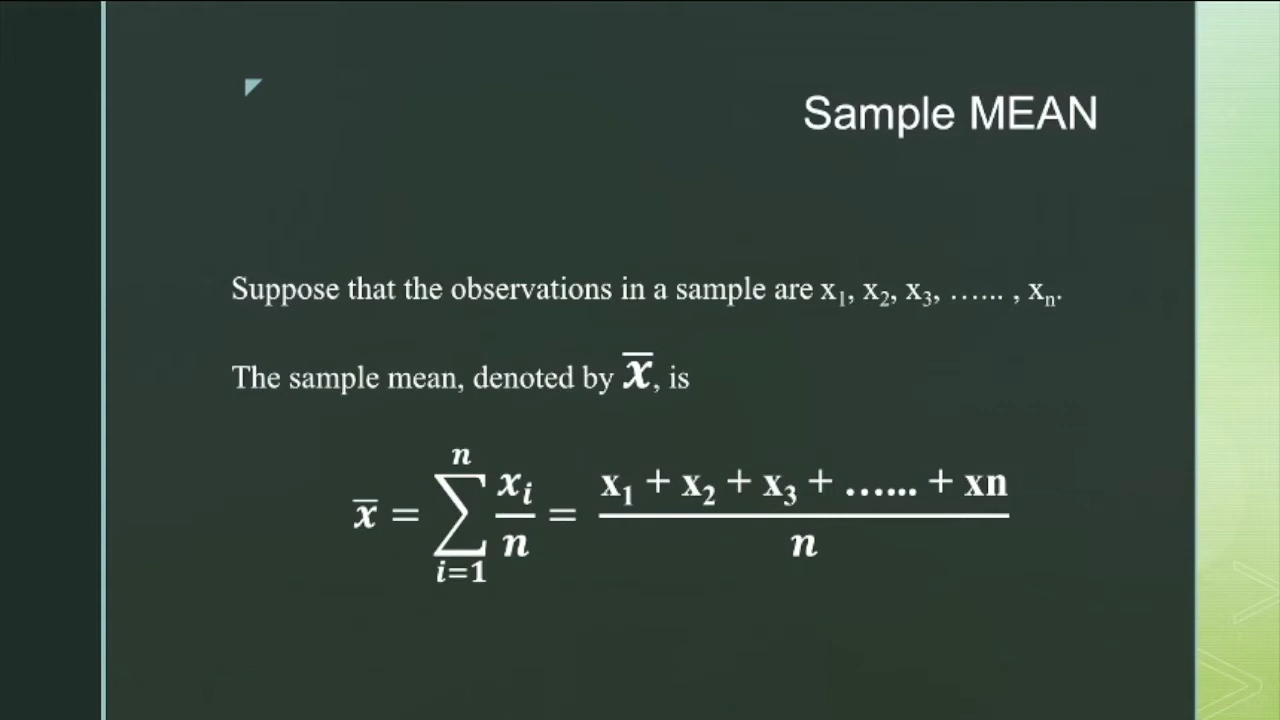 Sample MEAN
Suppose that the observations in a sample are x₁, x₂, x₃, …... , xₙ.
The sample mean, denoted by x̅, is
x̅ = ∑ⁿᵢ₌₁ xᵢ/n = (x₁ + x₂ + x₃ + …... + xn)/n